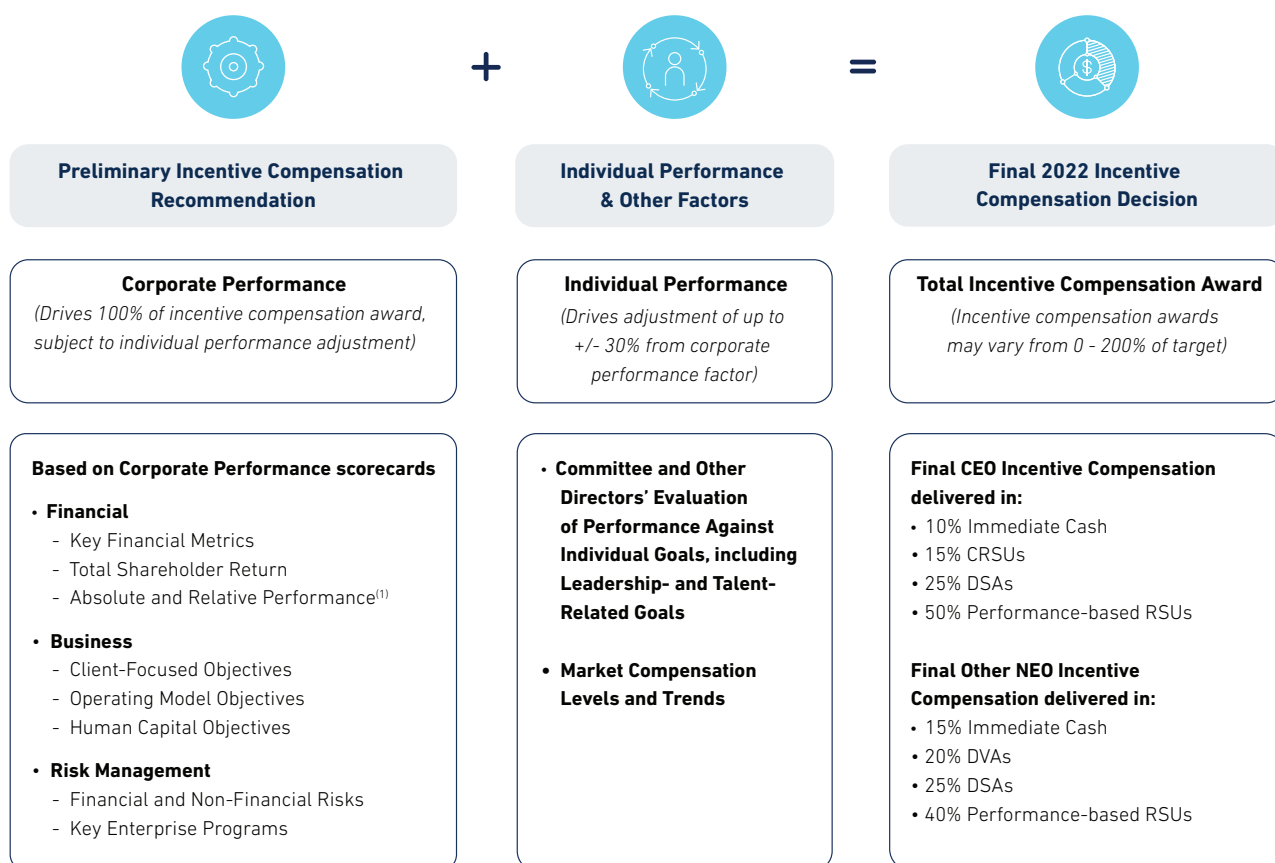 +
=
$
Preliminary Incentive Compensation
Recommendation
Individual Performance
& Other Factors
Final 2022 Incentive
Compensation Decision
Corporate Performance
(Drives 100% of incentive compensation award,
subject to individual performance adjustment)
Individual Performance
(Drives adjustment of up to
+/- 30% from corporate
performance factor)
Total Incentive Compensation Award
(Incentive compensation awards
may vary from 0 - 200% of target)
Based on Corporate Performance scorecards
• Financial
- Key Financial Metrics
- Total Shareholder Return
- Absolute and Relative Performance(1)
• Business
- Client-Focused Objectives
- Operating Model Objectives
- Human Capital Objectives
• Risk Management
- Financial and Non-Financial Risks
- Key Enterprise Programs
• Committee and Other
Directors’ Evaluation
of Performance Against
Individual Goals, including
Leadership- and Talent-
Related Goals
• Market Compensation
Levels and Trends
Final CEO Incentive Compensation
delivered in:
• 10% Immediate Cash
• 15% CRSUs
• 25% DSAs
• 50% Performance-based RSUs
Final Other NEO Incentive
Compensation delivered in:
• 15% Immediate Cash
• 20% DVAs
• 25% DSAs
• 40% Performance-based RSUs